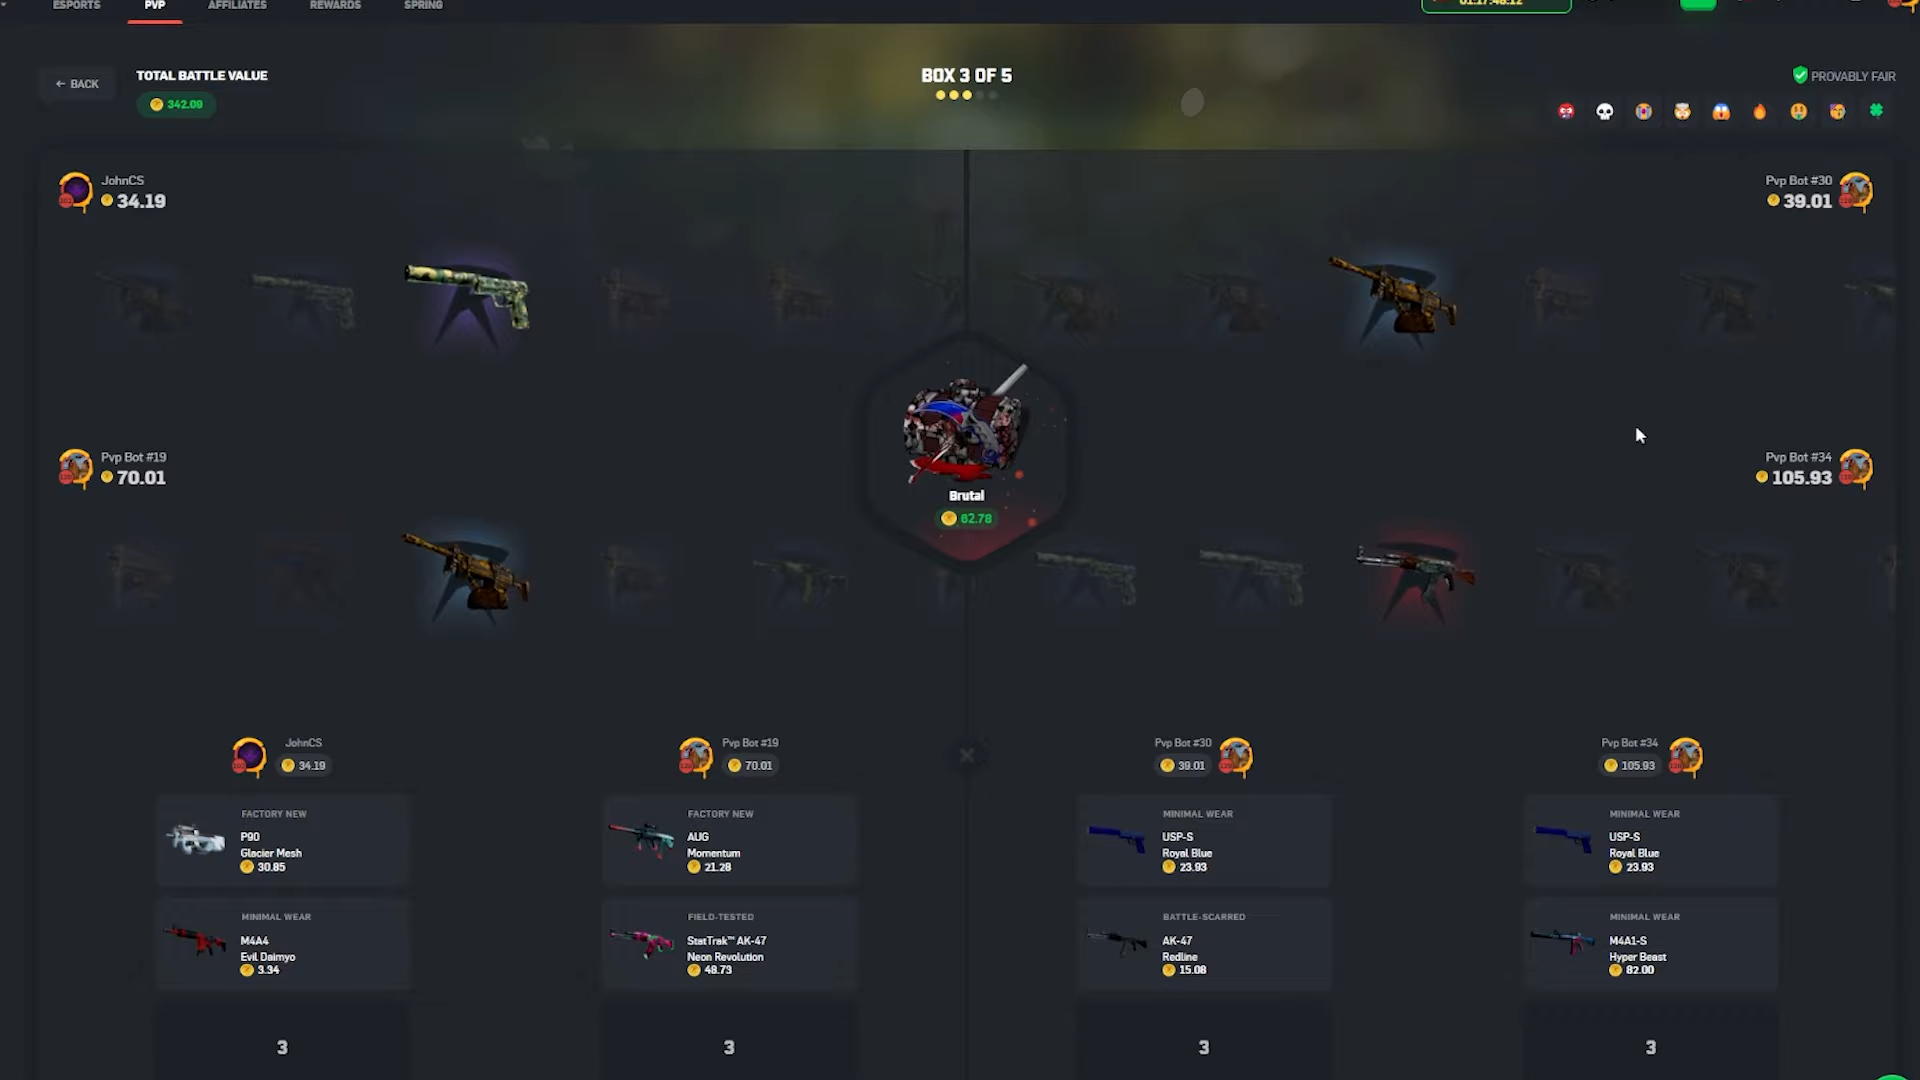 ESPORTS
PVP
AFFILIATES
REWARDS
SPRING
01:17:48:12
← BACK
TOTAL BATTLE VALUE
342.09
BOX 3 OF 5
PROVABLY FAIR
JohnCS
34.19
Pvp Bot #30
39.01
Pvp Bot #19
70.01
Pvp Bot #34
105.93
Brutal
62.78
JohnCS
34.19
Pvp Bot #19
70.01
Pvp Bot #30
39.01
Pvp Bot #34
105.93
FACTORY NEW
P90
Glacier Mesh
30.85
FACTORY NEW
AUG
Momentum
21.28
MINIMAL WEAR
USP-S
Royal Blue
23.93
MINIMAL WEAR
USP-S
Royal Blue
23.93
MINIMAL WEAR
M4A4
Evil Daimyo
3.34
FIELD-TESTED
StatTrak™ AK-47
Neon Revolution
48.73
BATTLE-SCARRED
AK-47
Redline
15.08
MINIMAL WEAR
M4A1-S
Hyper Beast
82.00
3
3
3
3